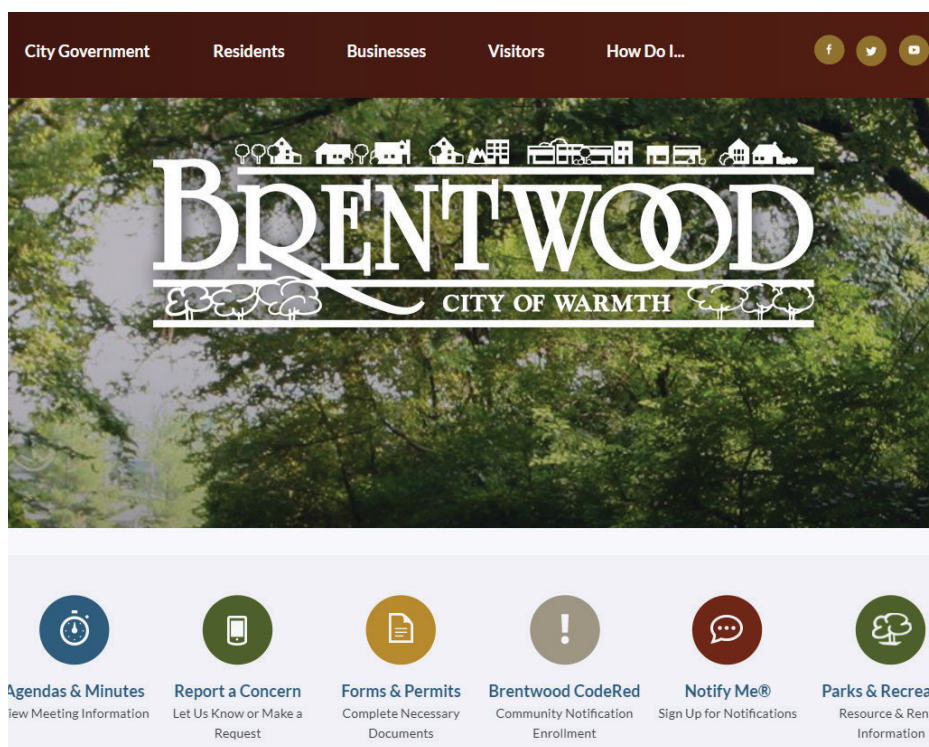 City Government Residents Businesses Visitors How Do I...
BRENTWOOD
CITY OF WARMTH
Agendas & Minutes Report a Concern Forms & Permits Brentwood CodeRed Notify Me® Parks & Recrea
iew Meeting Information Let Us Know or Make a Complete Necessary Community Notification Sign Up for Notifications Resource & Ren
Request Documents Enrollment Information